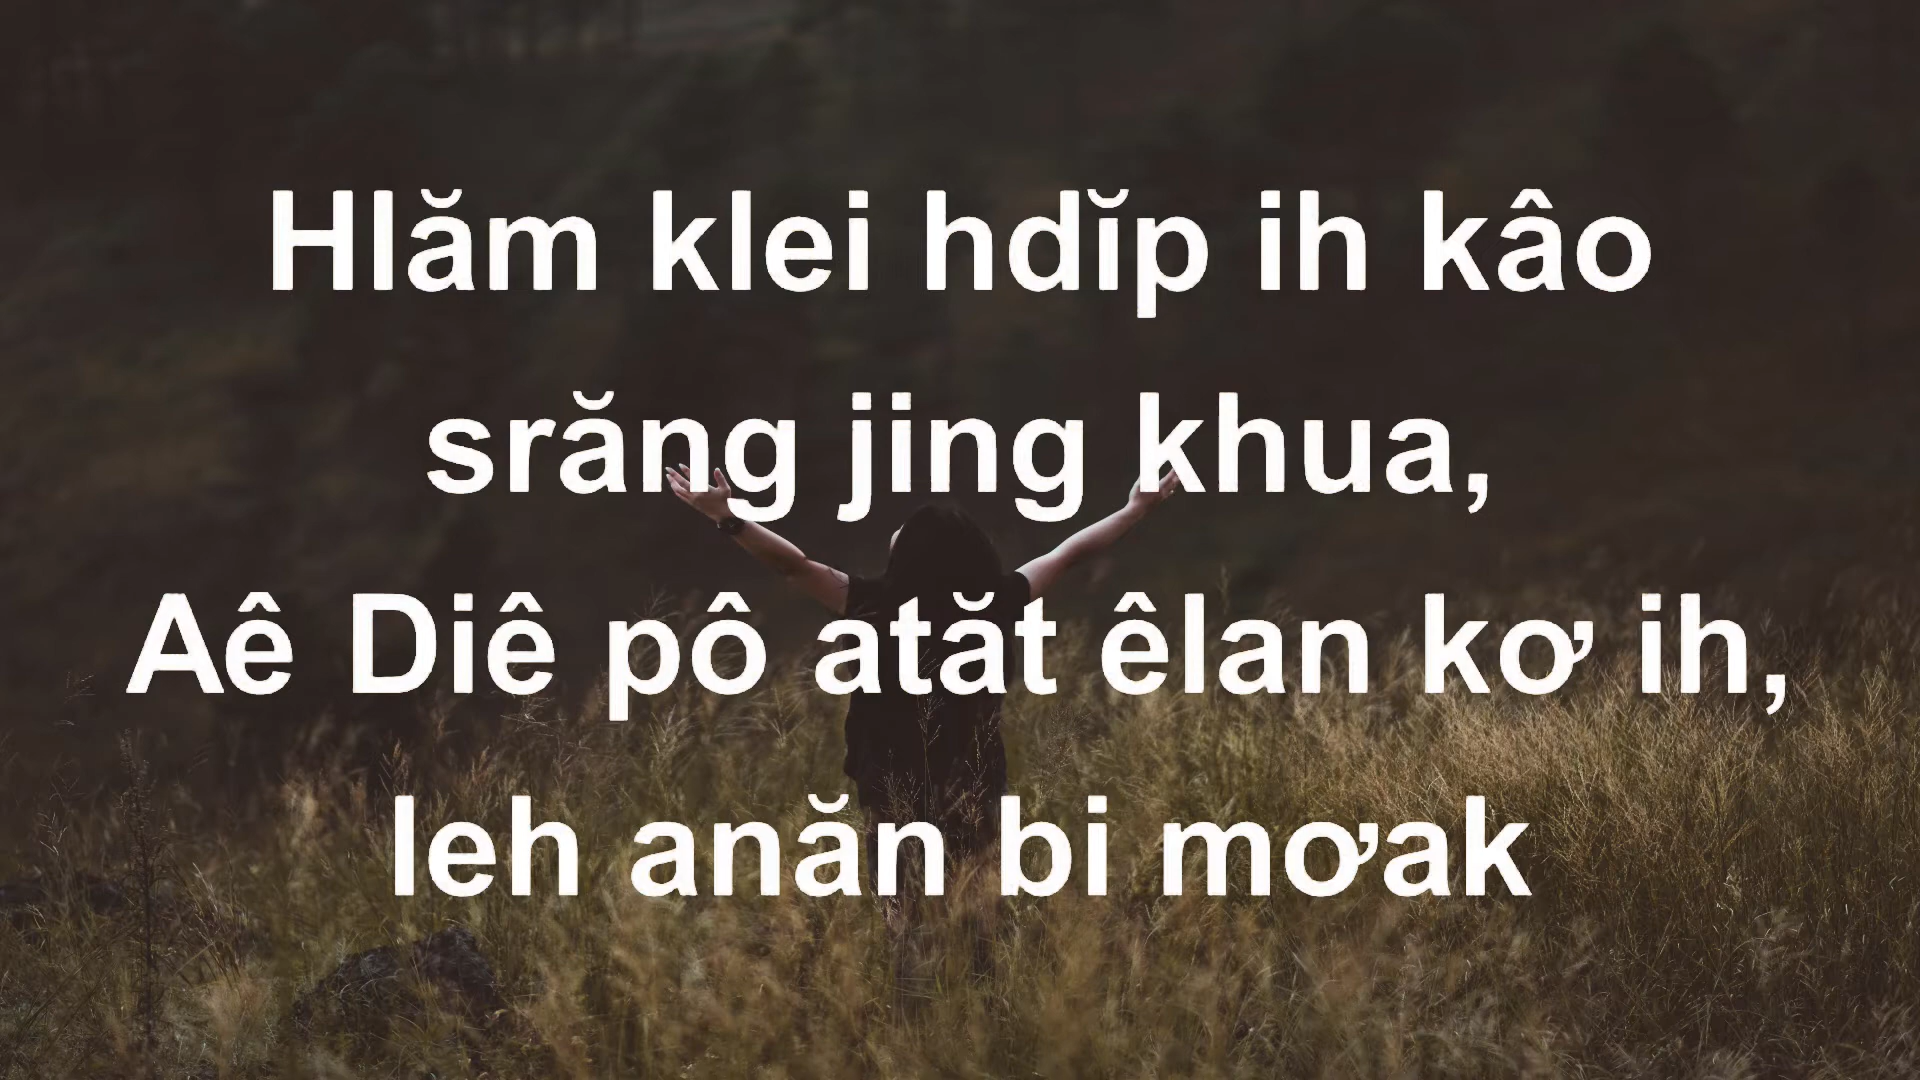 Hlăm klei hdĭp ih kâo
srăng jing khua,
Aê Diê pô atăt êlan kơ ih,
leh anăn bi mơak